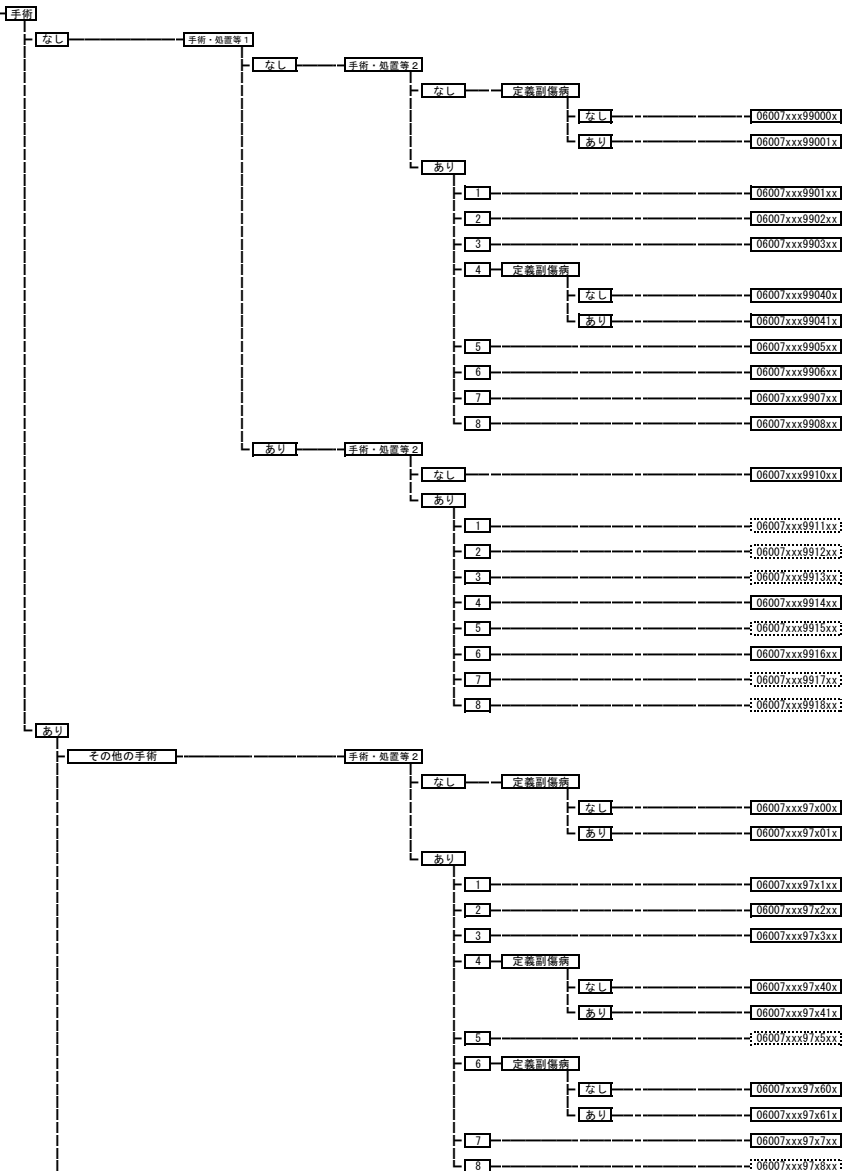 手術
なし 手術・処置等1
なし 手術・処置等2
なし 定義副傷病
なし 06007xxx99000x
あり 06007xxx99001x
あり
1 06007xxx9901xx
2 06007xxx9902xx
3 06007xxx9903xx
4 定義副傷病
なし 06007xxx99040x
あり 06007xxx99041x
5 06007xxx9905xx
6 06007xxx9906xx
7 06007xxx9907xx
8 06007xxx9908xx
あり 手術・処置等2
なし 06007xxx9910xx
あり
1 06007xxx9911xx
2 06007xxx9912xx
3 06007xxx9913xx
4 06007xxx9914xx
5 06007xxx9915xx
6 06007xxx9916xx
7 06007xxx9917xx
8 06007xxx9918xx
あり
その他の手術 手術・処置等2
なし 定義副傷病
なし 06007xxx97x00x
あり 06007xxx97x01x
あり
1 06007xxx97x1xx
2 06007xxx97x2xx
3 06007xxx97x3xx
4 定義副傷病
なし 06007xxx97x40x
あり 06007xxx97x41x
5 06007xxx97x5xx
6 定義副傷病
なし 06007xxx97x60x
あり 06007xxx97x61x
7 06007xxx97x7xx
8 06007xxx97x8xx